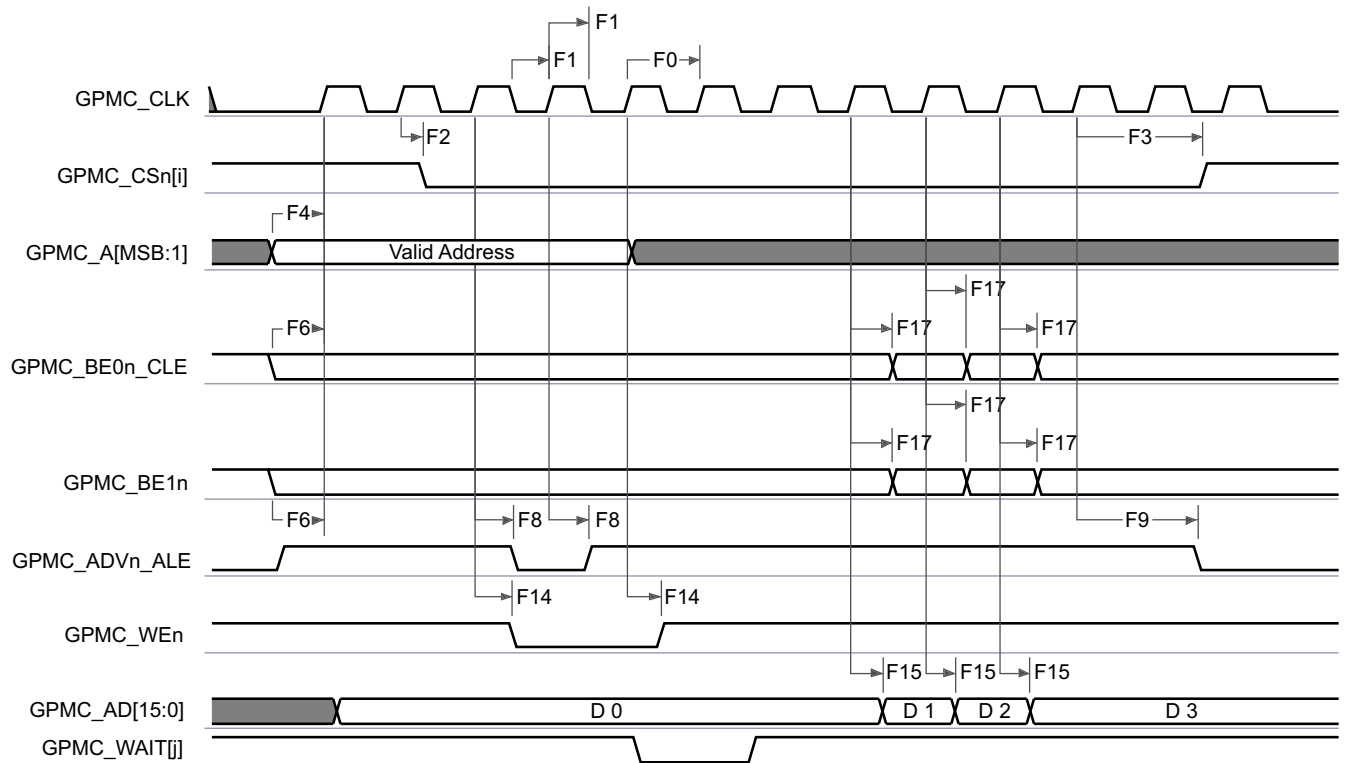 F1
F1 F0
GPMC_CLK
F2 F3
GPMC_CSn[i]
F4
GPMC_A[MSB:1] Valid Address
F17
F6 F17 F17
GPMC_BE0n_CLE
F17
F17 F17
GPMC_BE1n
F6 F8 F8 F9
GPMC_ADVn_ALE
F14 F14
GPMC_WEn
F15 F15 F15
GPMC_AD[15:0] D 0 D 1 D 2 D 3
GPMC_WAIT[j]